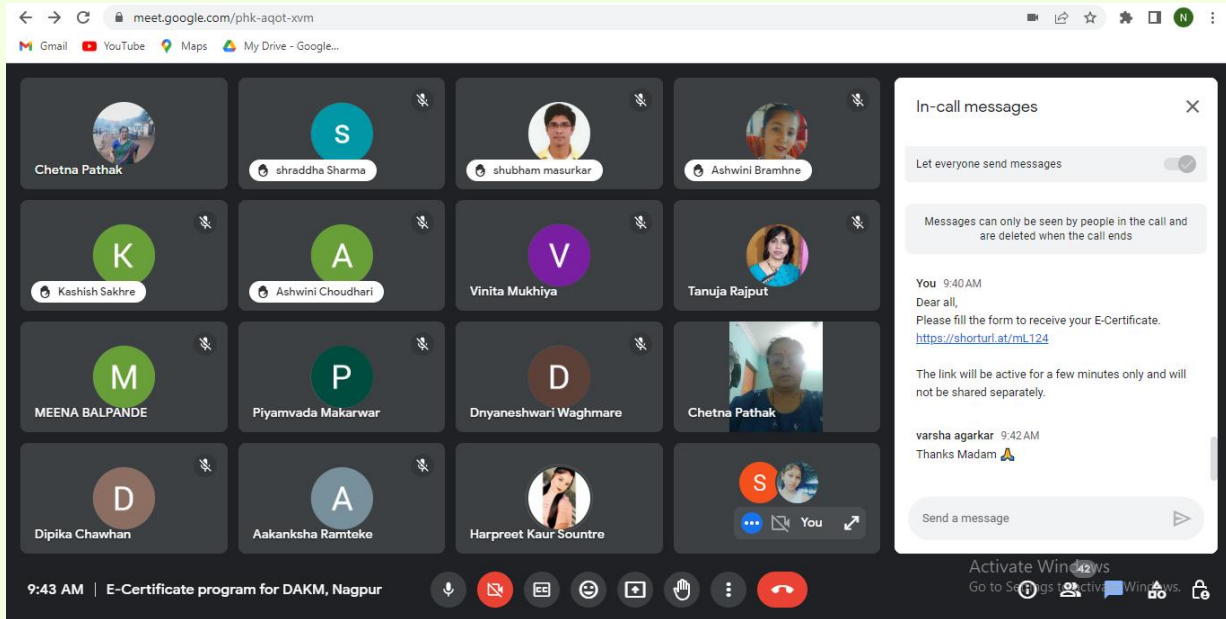 meet.google.com/phk-aqot-xvm
N
Gmail YouTube Maps My Drive - Google...
Chetna Pathak
S
shraddha Sharma
shubham masurkar
Ashwini Bramhne
K
Kashish Sakhre
A
Ashwini Choudhari
V
Vinita Mukhiya
Tanuja Rajput
M
MEENA BALPANDE
P
Piyamvada Makarwar
D
Dnyaneshwari Waghmare
Chetna Pathak
D
Dipika Chawhan
A
Aakanksha Ramteke
Harpreet Kaur Sountre
S
You
In-call messages
Let everyone send messages
Messages can only be seen by people in the call and
are deleted when the call ends
You 9:40 AM
Dear all,
Please fill the form to receive your E-Certificate.
https://shorturl.at/mL124
The link will be active for a few minutes only and will
not be shared separately.
varsha agarkar 9:42 AM
Thanks Madam 🙏
Send a message
9:43 AM | E-Certificate program for DAKM, Nagpur
CC
Activate Windows
42
Go to Settings to activate Windows.